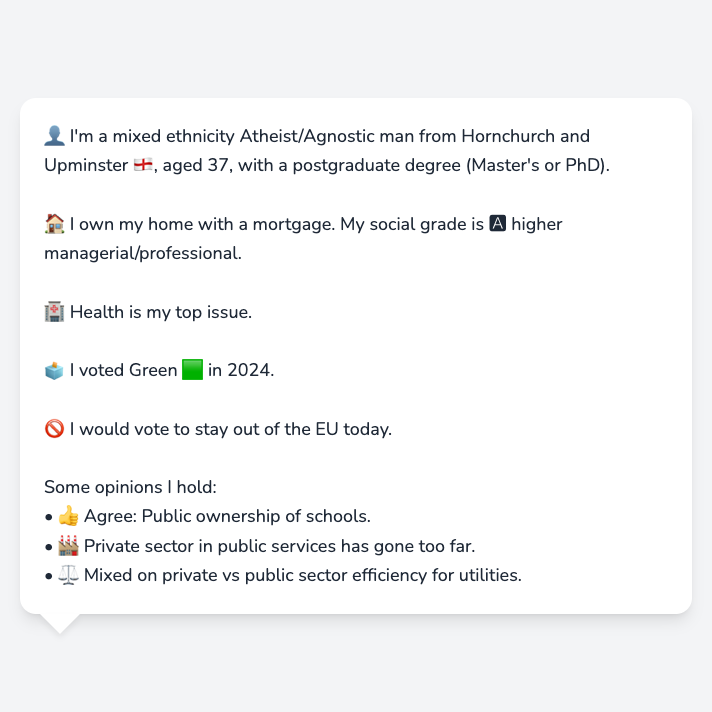 👤 I'm a mixed ethnicity Atheist/Agnostic man from Hornchurch and
Upminster 🏴󠁧󠁢󠁥󠁮󠁧󠁿, aged 37, with a postgraduate degree (Master's or PhD).
🏠 I own my home with a mortgage. My social grade is 🅰 higher
managerial/professional.
🏥 Health is my top issue.
🗳️ I voted Green 🟩 in 2024.
🚫 I would vote to stay out of the EU today.
Some opinions I hold:
• 👍 Agree: Public ownership of schools.
• 🏭 Private sector in public services has gone too far.
• ⚖️ Mixed on private vs public sector efficiency for utilities.